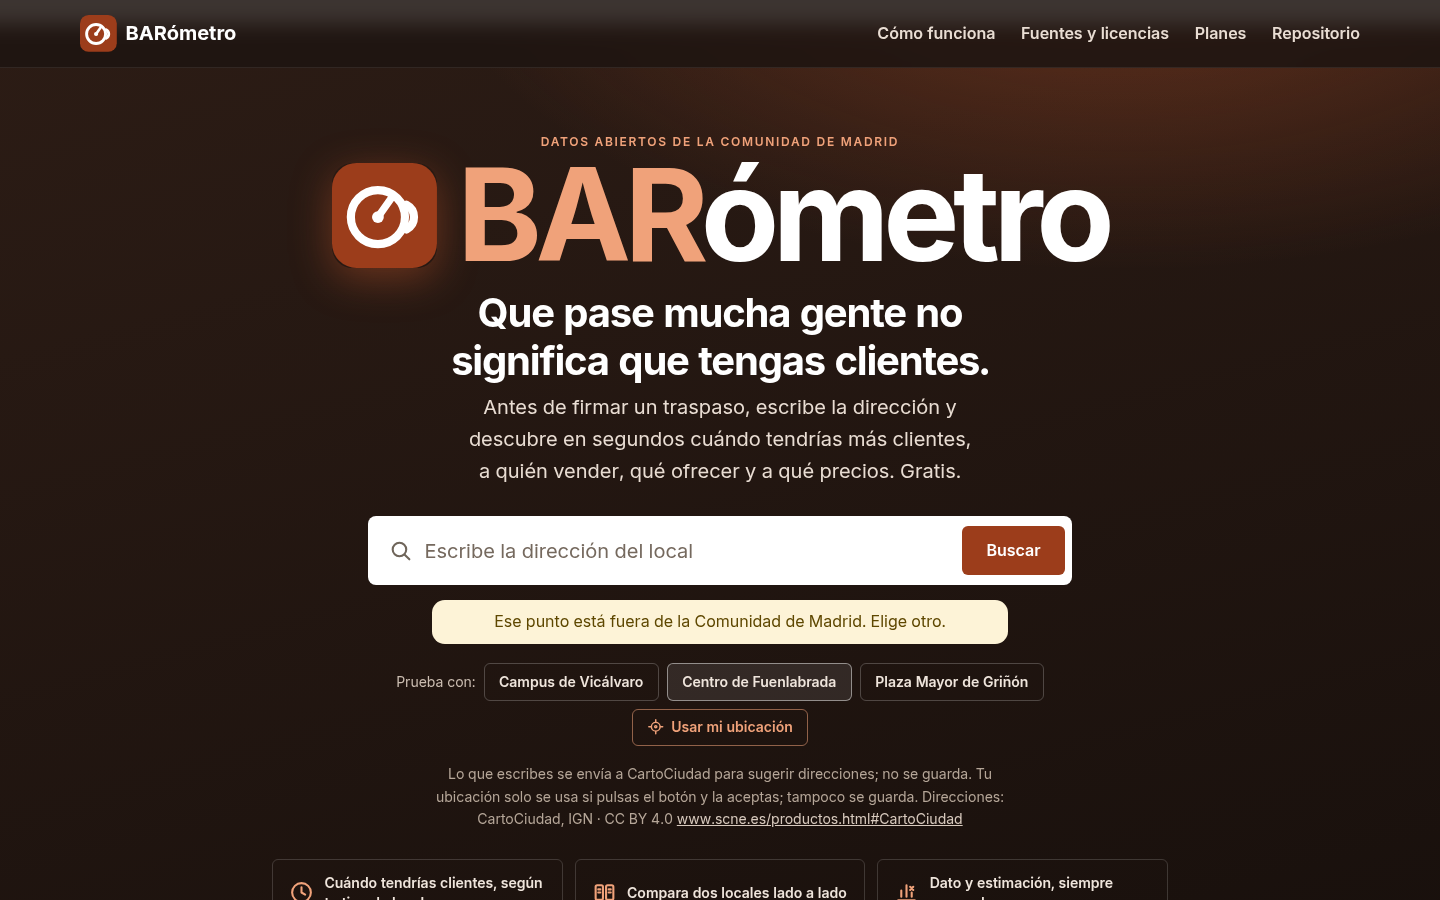 BARómetro
Cómo funciona Fuentes y licencias Planes Repositorio
DATOS ABIERTOS DE LA COMUNIDAD DE MADRID
BARómetro
Que pase mucha gente no
significa que tengas clientes.
Antes de firmar un traspaso, escribe la dirección y
descubre en segundos cuándo tendrías más clientes,
a quién vender, qué ofrecer y a qué precios. Gratis.
Escribe la dirección del local
Buscar
Ese punto está fuera de la Comunidad de Madrid. Elige otro.
Prueba con: Campus de Vicálvaro Centro de Fuenlabrada Plaza Mayor de Griñón
Usar mi ubicación
Lo que escribes se envía a CartoCiudad para sugerir direcciones; no se guarda. Tu
ubicación solo se usa si pulsas el botón y la aceptas; tampoco se guarda. Direcciones:
CartoCiudad, IGN · CC BY 4.0 www.scne.es/productos.html#CartoCiudad
Cuándo tendrías clientes, según
Compara dos locales lado a lado
Dato y estimación, siempre